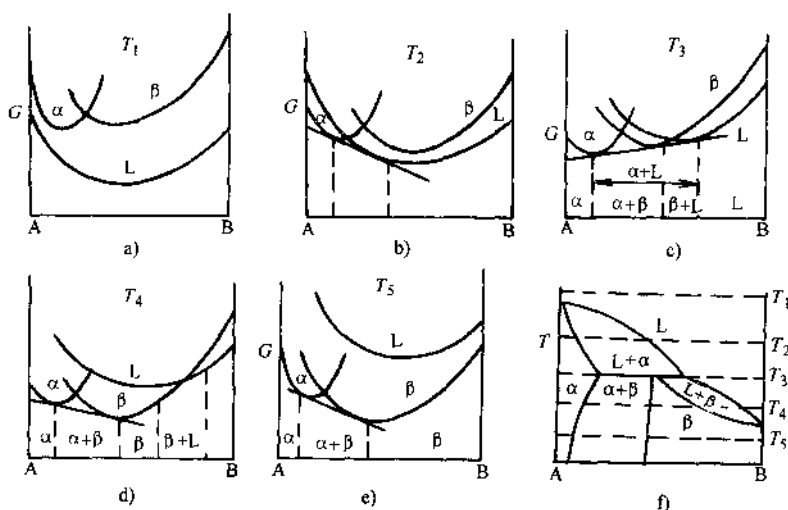 T₁
G
α
β
L
A B
a)
T₂
G
α
β
L
A B
b)
T₃
G
α
β
L
α+L
α α+β β+L L
A B
c)
T₄
L
α
β
α α+β β β+L
A B
d)
T₅
G
L
α
β
α α+β β
A B
e)
T₁
T
L
T₂
L+α
T₃
α
α+β
L+β
T₄
β
T₅
A B
f)